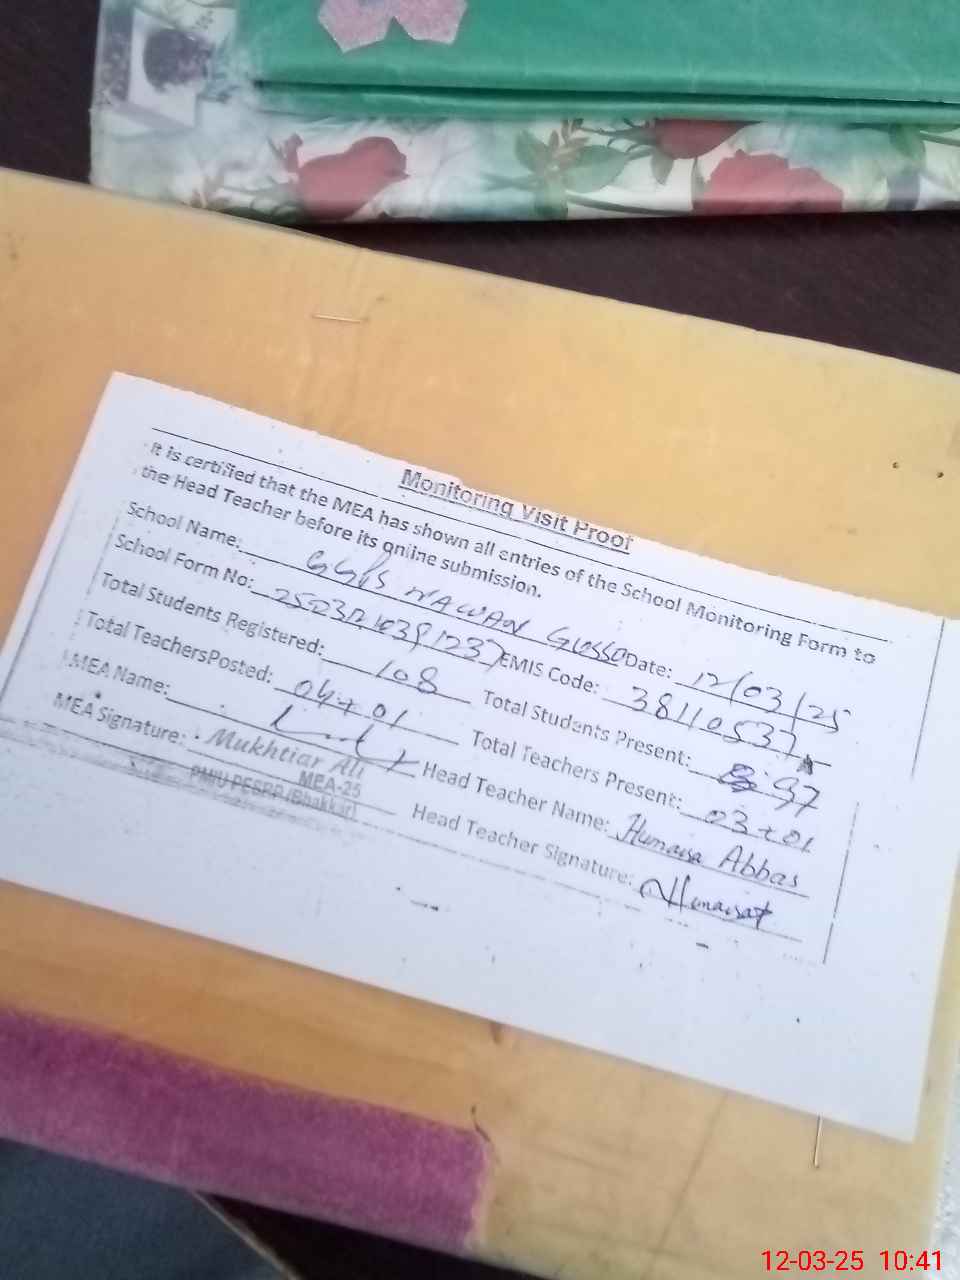 Monitoring Visit Proof
It is certified that the MEA has shown all entries of the School Monitoring Form to
the Head Teacher before its online submission.
School Name: GGPS NAWAN Date: 12/03/25
School Form No: EMIS Code: 38110537
Total Students Registered: 108 Total Students Present: 97
Total TeachersPosted: 04+01 Total Teachers Present: 03+01
MEA Name: Head Teacher Name: Humaisa Abbas
MEA Signature: Mukhtiar Ali Head Teacher Signature:
MEA-25
PMIU PESRP (Bhakkar)
12-03-25 10:41